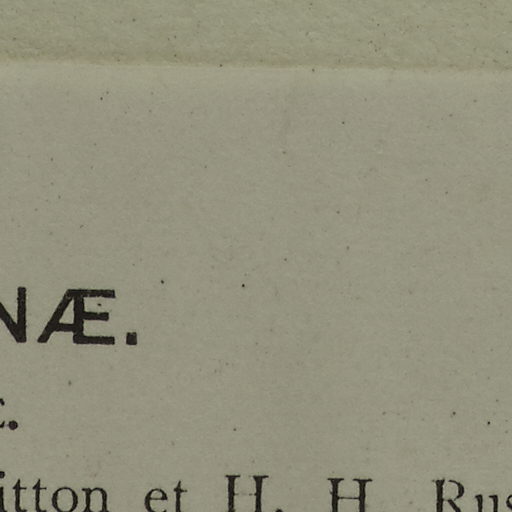 NÆ.
itton et H. H. Rus